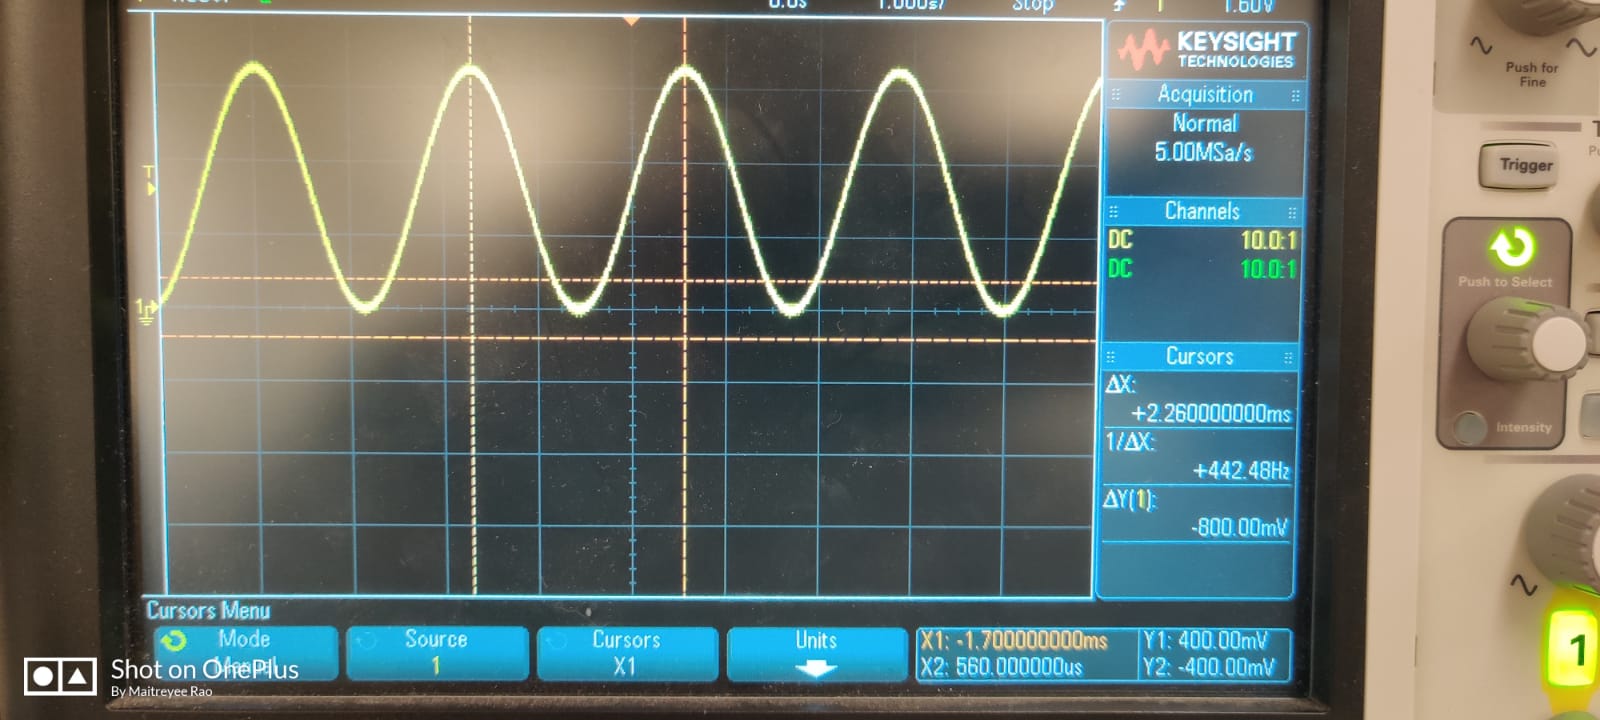 0.0s 1.000s/ Stop 1 1.60V
KEYSIGHT
TECHNOLOGIES
Acquisition
Normal
5.00MSa/s
Channels
DC 10.0:1
DC 10.0:1
Cursors
ΔX:
+2.260000000ms
1/ΔX:
+442.48Hz
ΔY(1):
-800.00mV
T
1
Cursors Menu
Mode
Source
1
Cursors
X1
Units
X1: -1.700000000ms
X2: 560.000000us
Y1: 400.00mV
Y2: -400.00mV
Push for
Fine
Trigger
Push to Select
Intensity
1
Shot on OnePlus
By Maitreyee Rao